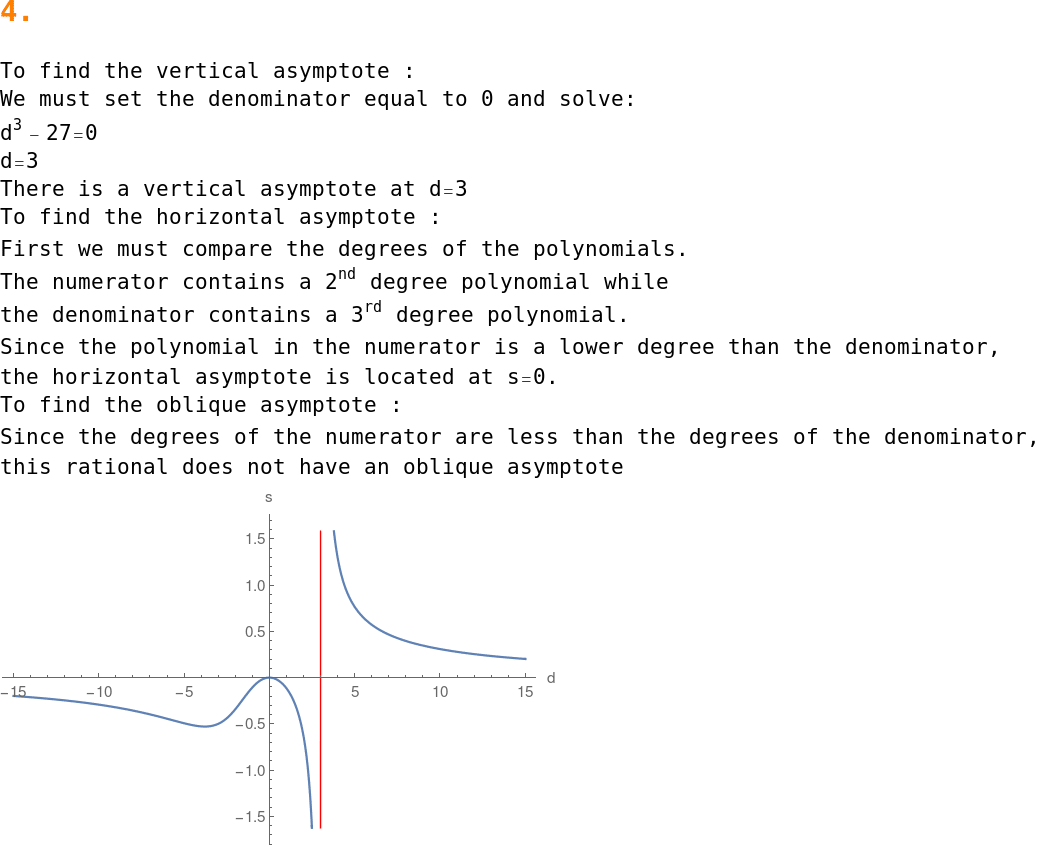 4.
To find the vertical asymptote :
We must set the denominator equal to 0 and solve:
d³ – 27=0
d=3
There is a vertical asymptote at d=3
To find the horizontal asymptote :
First we must compare the degrees of the polynomials.
The numerator contains a 2ⁿᵈ degree polynomial while
the denominator contains a 3ʳᵈ degree polynomial.
Since the polynomial in the numerator is a lower degree than the denominator,
the horizontal asymptote is located at s=0.
To find the oblique asymptote :
Since the degrees of the numerator are less than the degrees of the denominator,
this rational does not have an oblique asymptote
s
1.5
1.0
0.5
−15 −10 −5 5 10 15 d
−0.5
−1.0
−1.5